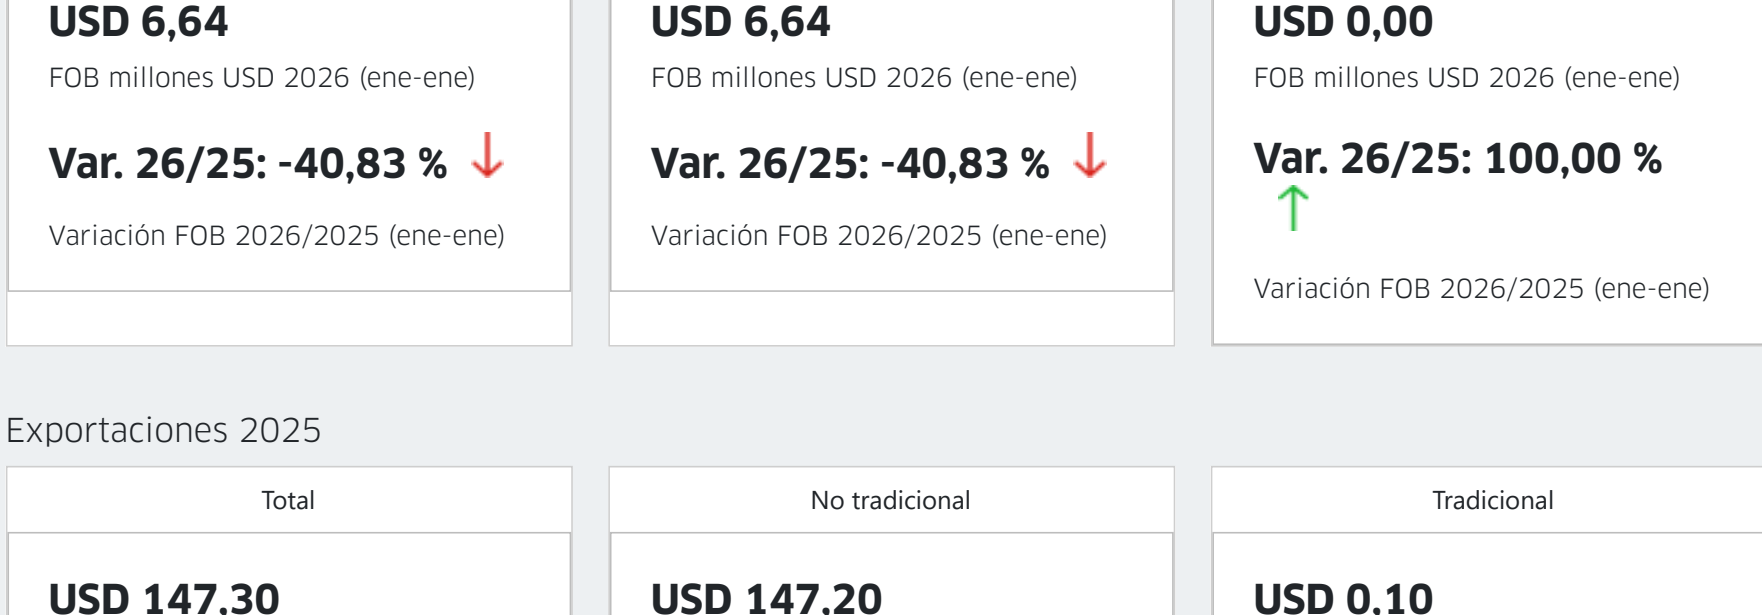 USD 6,64
FOB millones USD 2026 (ene-ene)
Var. 26/25: -40,83 %
Variación FOB 2026/2025 (ene-ene)
USD 6,64
FOB millones USD 2026 (ene-ene)
Var. 26/25: -40,83 %
Variación FOB 2026/2025 (ene-ene)
USD 0,00
FOB millones USD 2026 (ene-ene)
Var. 26/25: 100,00 %
Variación FOB 2026/2025 (ene-ene)
Exportaciones 2025
Total
USD 147,30
No tradicional
USD 147,20
Tradicional
USD 0,10